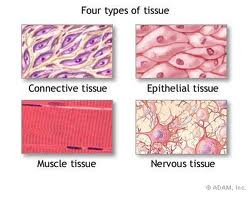 Four types of tissue
Connective tissue
Epithelial tissue
Muscle tissue
Nervous tissue
© ADAM, Inc.